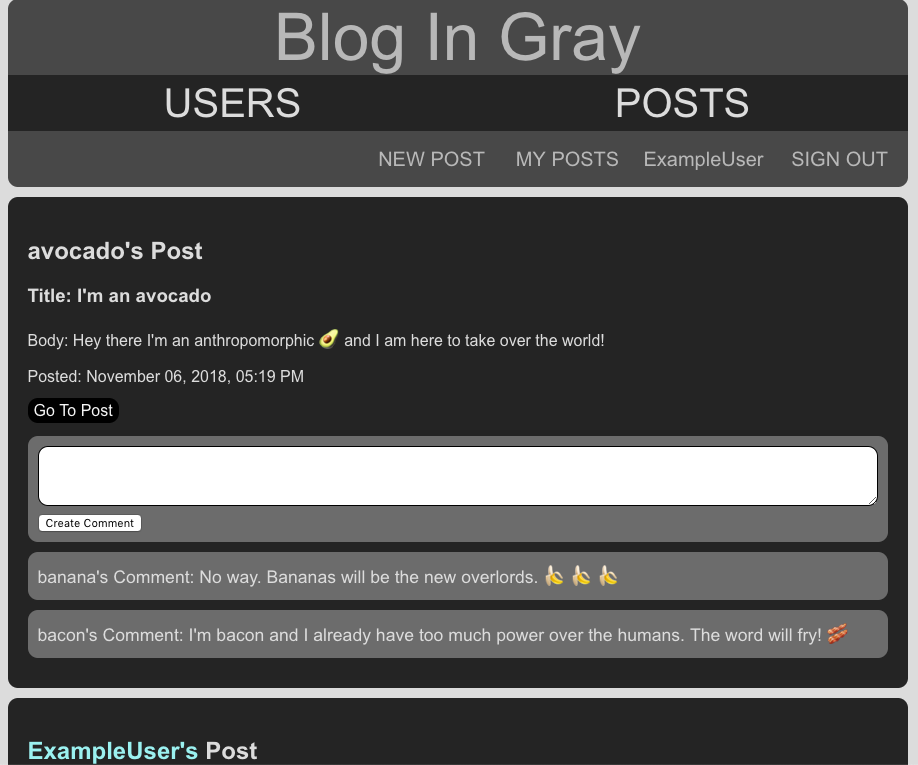 Blog In Gray
USERS POSTS
NEW POST MY POSTS ExampleUser SIGN OUT
avocado's Post
Title: I'm an avocado
Body: Hey there I'm an anthropomorphic 🥑 and I am here to take over the world!
Posted: November 06, 2018, 05:19 PM
Go To Post
Create Comment
banana's Comment: No way. Bananas will be the new overlords. 🍌 🍌 🍌
bacon's Comment: I'm bacon and I already have too much power over the humans. The word will fry! 🥓
ExampleUser's Post